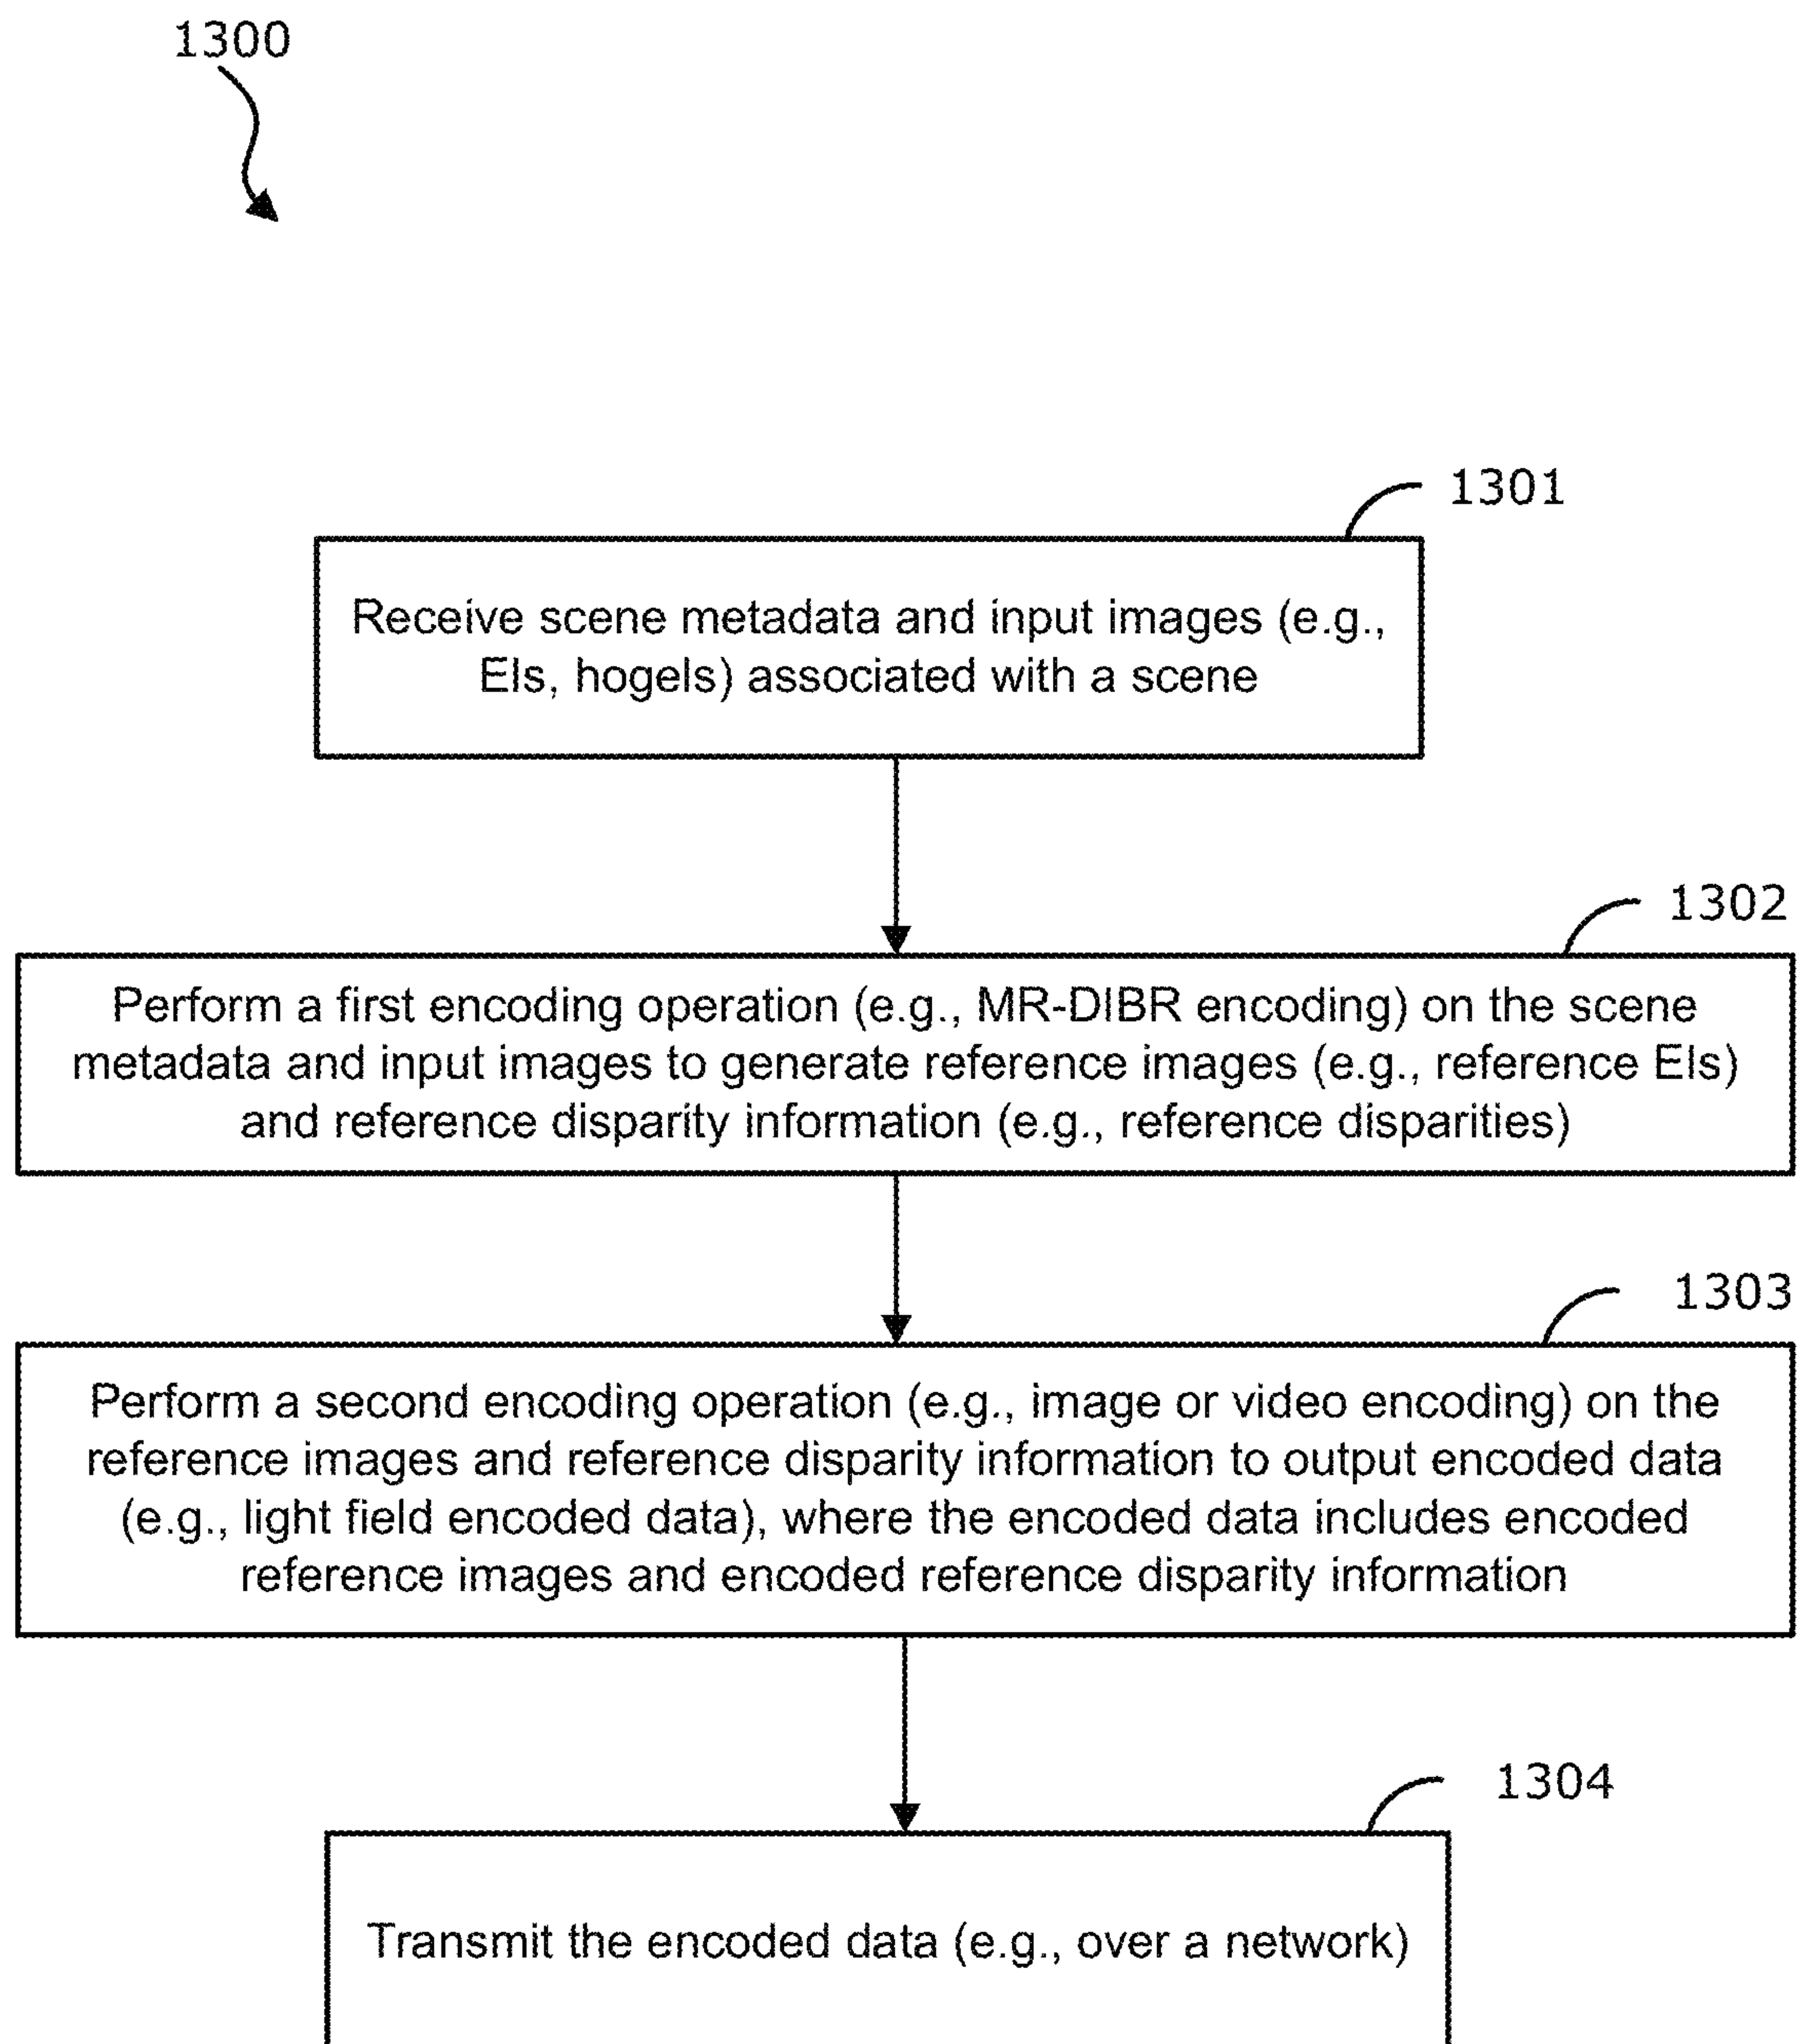 1300
1301
Receive scene metadata and input images (e.g.,
EIs, hogels) associated with a scene
1302
Perform a first encoding operation (e.g., MR-DIBR encoding) on the scene
metadata and input images to generate reference images (e.g., reference EIs)
and reference disparity information (e.g., reference disparities)
1303
Perform a second encoding operation (e.g., image or video encoding) on the
reference images and reference disparity information to output encoded data
(e.g., light field encoded data), where the encoded data includes encoded
reference images and encoded reference disparity information
1304
Transmit the encoded data (e.g., over a network)